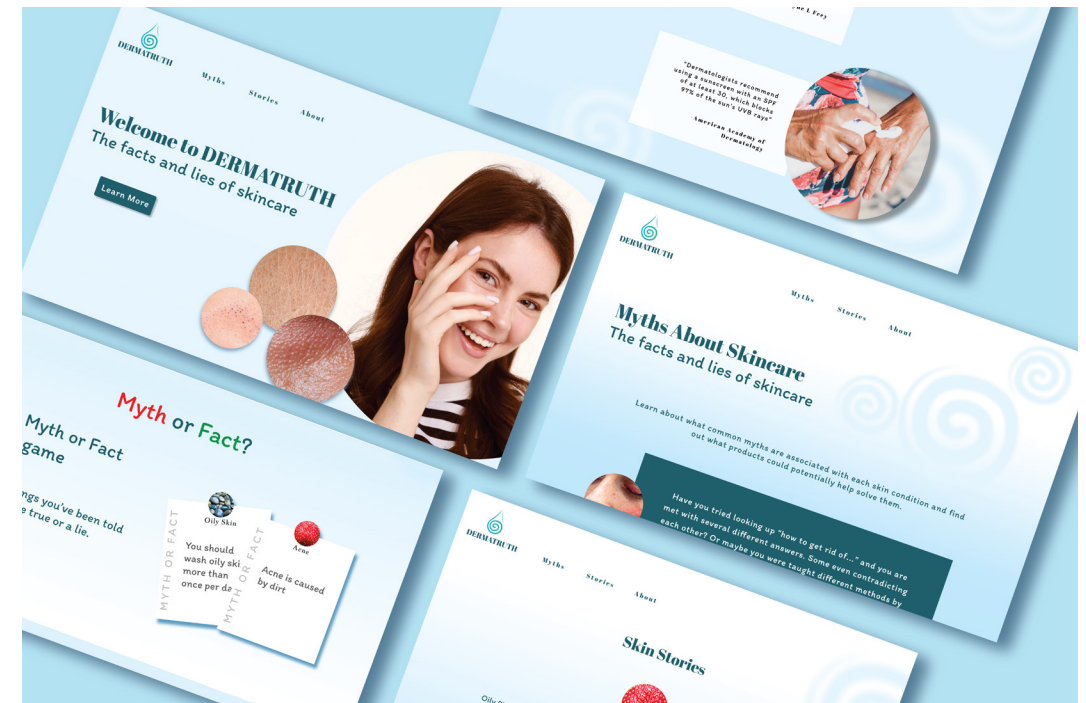 DERMATRUTH
Myths
Stories
About
Welcome to DERMATRUTH
The facts and lies of skincare
Learn More
"Dermatologists recommend
using a sunscreen with an SPF
of at least 30, which blocks
97% of the sun's UVB rays"
American Academy of
Dermatology
DERMATRUTH
Myths
Stories
About
Myths About Skincare
The facts and lies of skincare
Learn about what common myths are associated with each skin condition and find
out what products could potentially help solve them.
Have you tried looking up "how to get rid of..." and you are
met with several different answers. Some even contradicting
each other? Or maybe you were taught different methods by
Myth or Fact?
Myth or Fact
game
you've been told
true or a lie.
MYTH OR FACT
Oily Skin
You should
wash oily
more than
once per
MYTH OR FACT
Acne
Acne is caused
by dirt
DERMATRUTH
Myths
Stories
About
Skin Stories